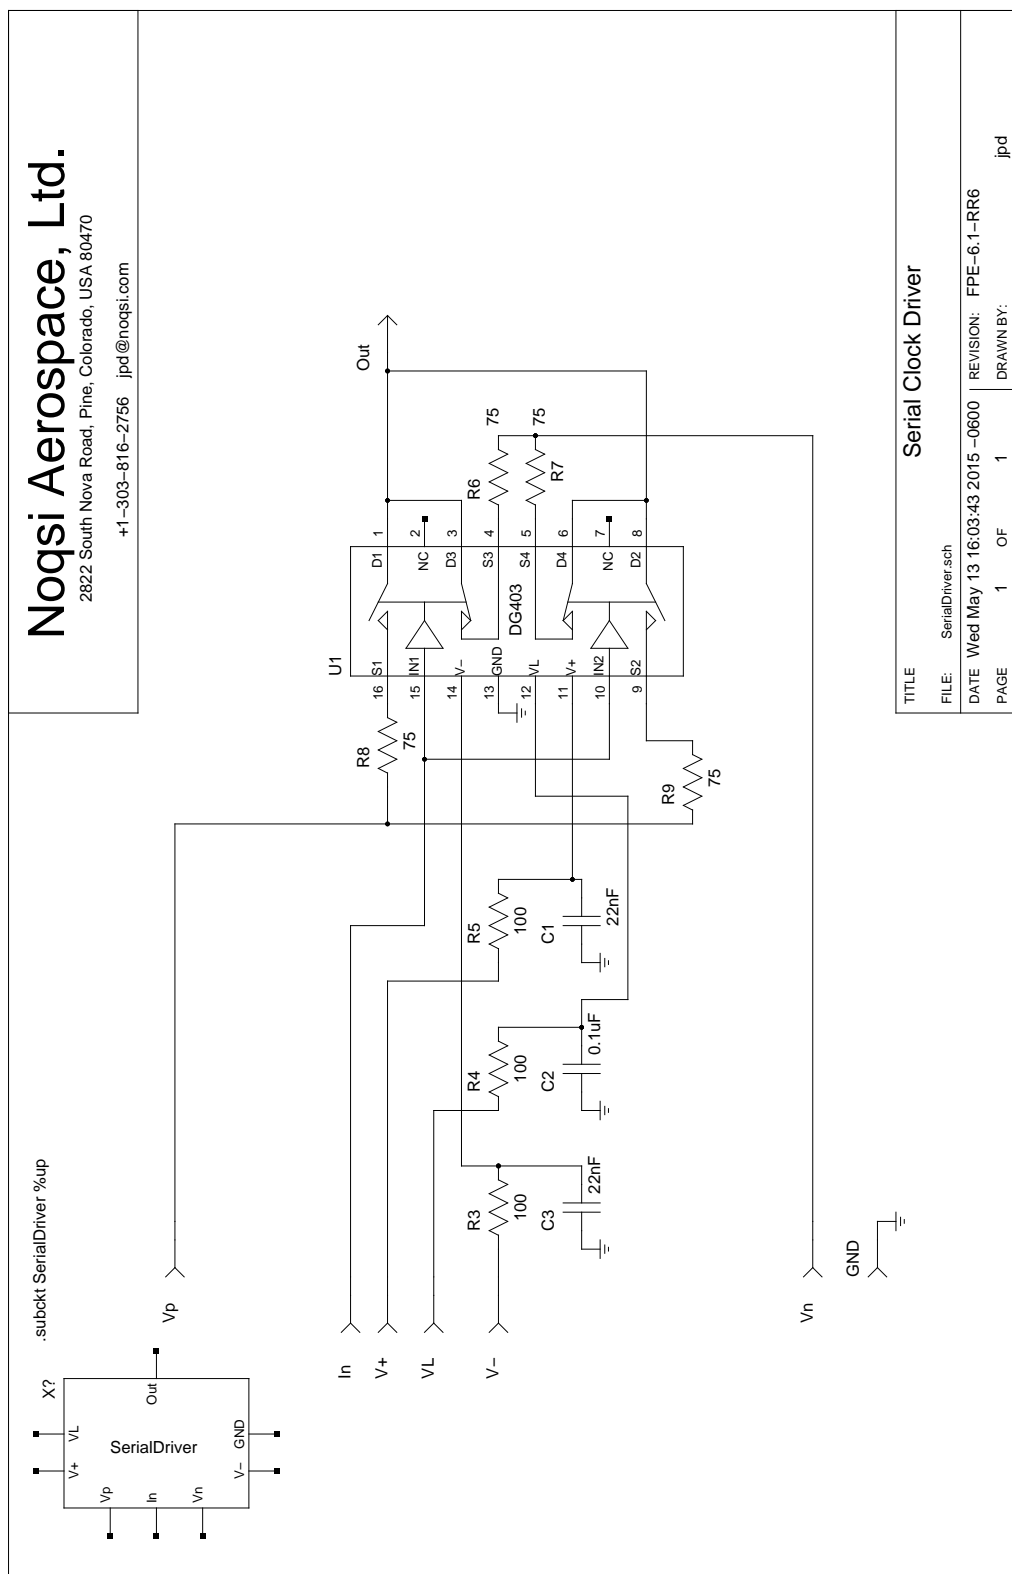 Noqsi Aerospace, Ltd.
2822 South Nova Road, Pine, Colorado, USA 80470
+1−303−816−2756 jpd@noqsi.com
.subckt SerialDriver %up
X?
SerialDriver
V+
VL
Vp
In
Vn
Out
V−
GND
Vp
In
V+
VL
V−
Vn
GND
R3
100
C3
22nF
R4
100
C2
0.1uF
R5
100
C1
22nF
R8
75
R9
75
U1
DG403
16
S1
15
IN1
14
V−
13
GND
12
VL
11
V+
10
IN2
9
S2
D1
1
NC
2
D3
3
S3
4
S4
5
D4
6
NC
7
D2
8
R6
75
R7
75
Out
TITLE
Serial Clock Driver
FILE: SerialDriver.sch
DATE Wed May 13 16:03:43 2015 −0600
REVISION: FPE−6.1−RR6
PAGE 1 OF 1
DRAWN BY: jpd